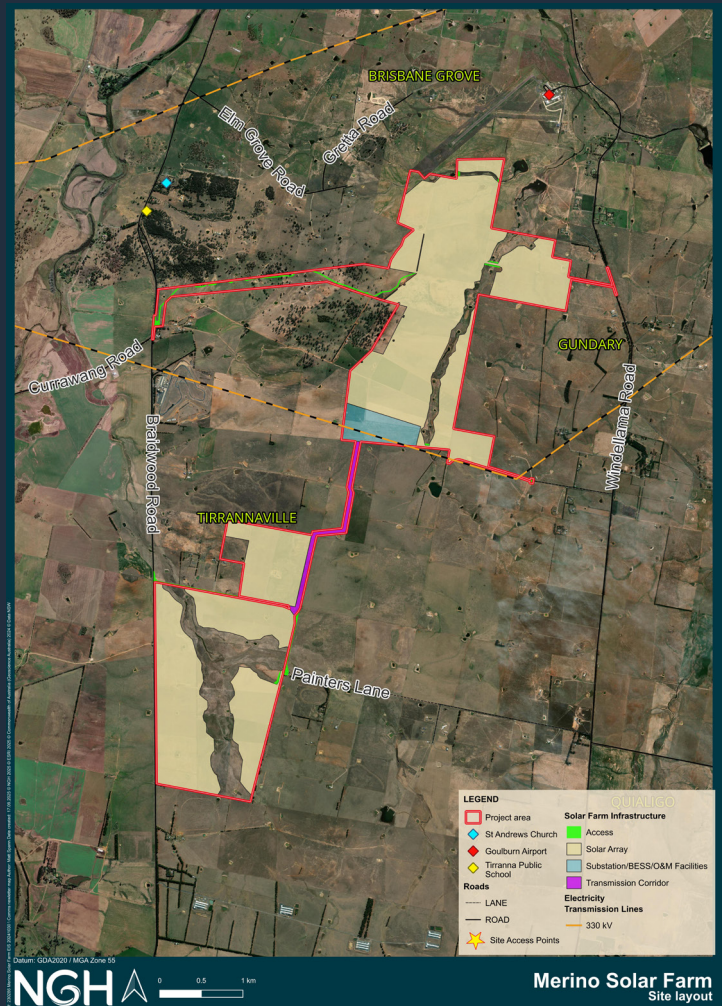 BRISBANE GROVE
Gretta Road
Elm Grove Road
GUNDARY
Currawang Road
Windellama Road
Braidwood Road
TIRRANNAVILLE
Painters Lane
QUIALIGO
LEGEND
Project area
St Andrews Church
Goulburn Airport
Tirranna Public
School
Roads
LANE
ROAD
Site Access Points
Solar Farm Infrastructure
Access
Solar Array
Substation/BESS/O&M Facilities
Transmission Corridor
Electricity
Transmission Lines
330 kV
Datum: GDA2020 / MGA Zone 55
NGH
0 0.5 1 km
Merino Solar Farm
Site layout